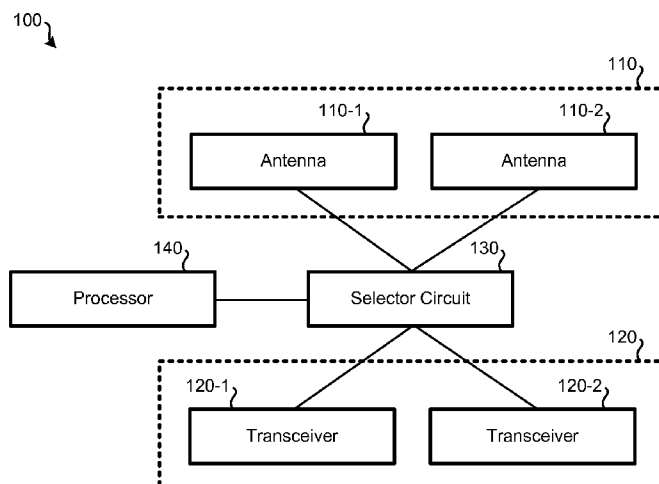 100
110
110-1
110-2
Antenna
Antenna
140
130
Processor
Selector Circuit
120
120-1
120-2
Transceiver
Transceiver